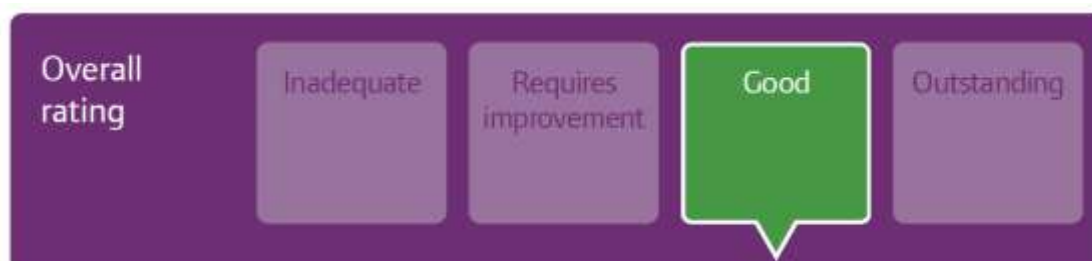 Overall
rating
Inadequate
Requires
improvement
Good
Outstanding